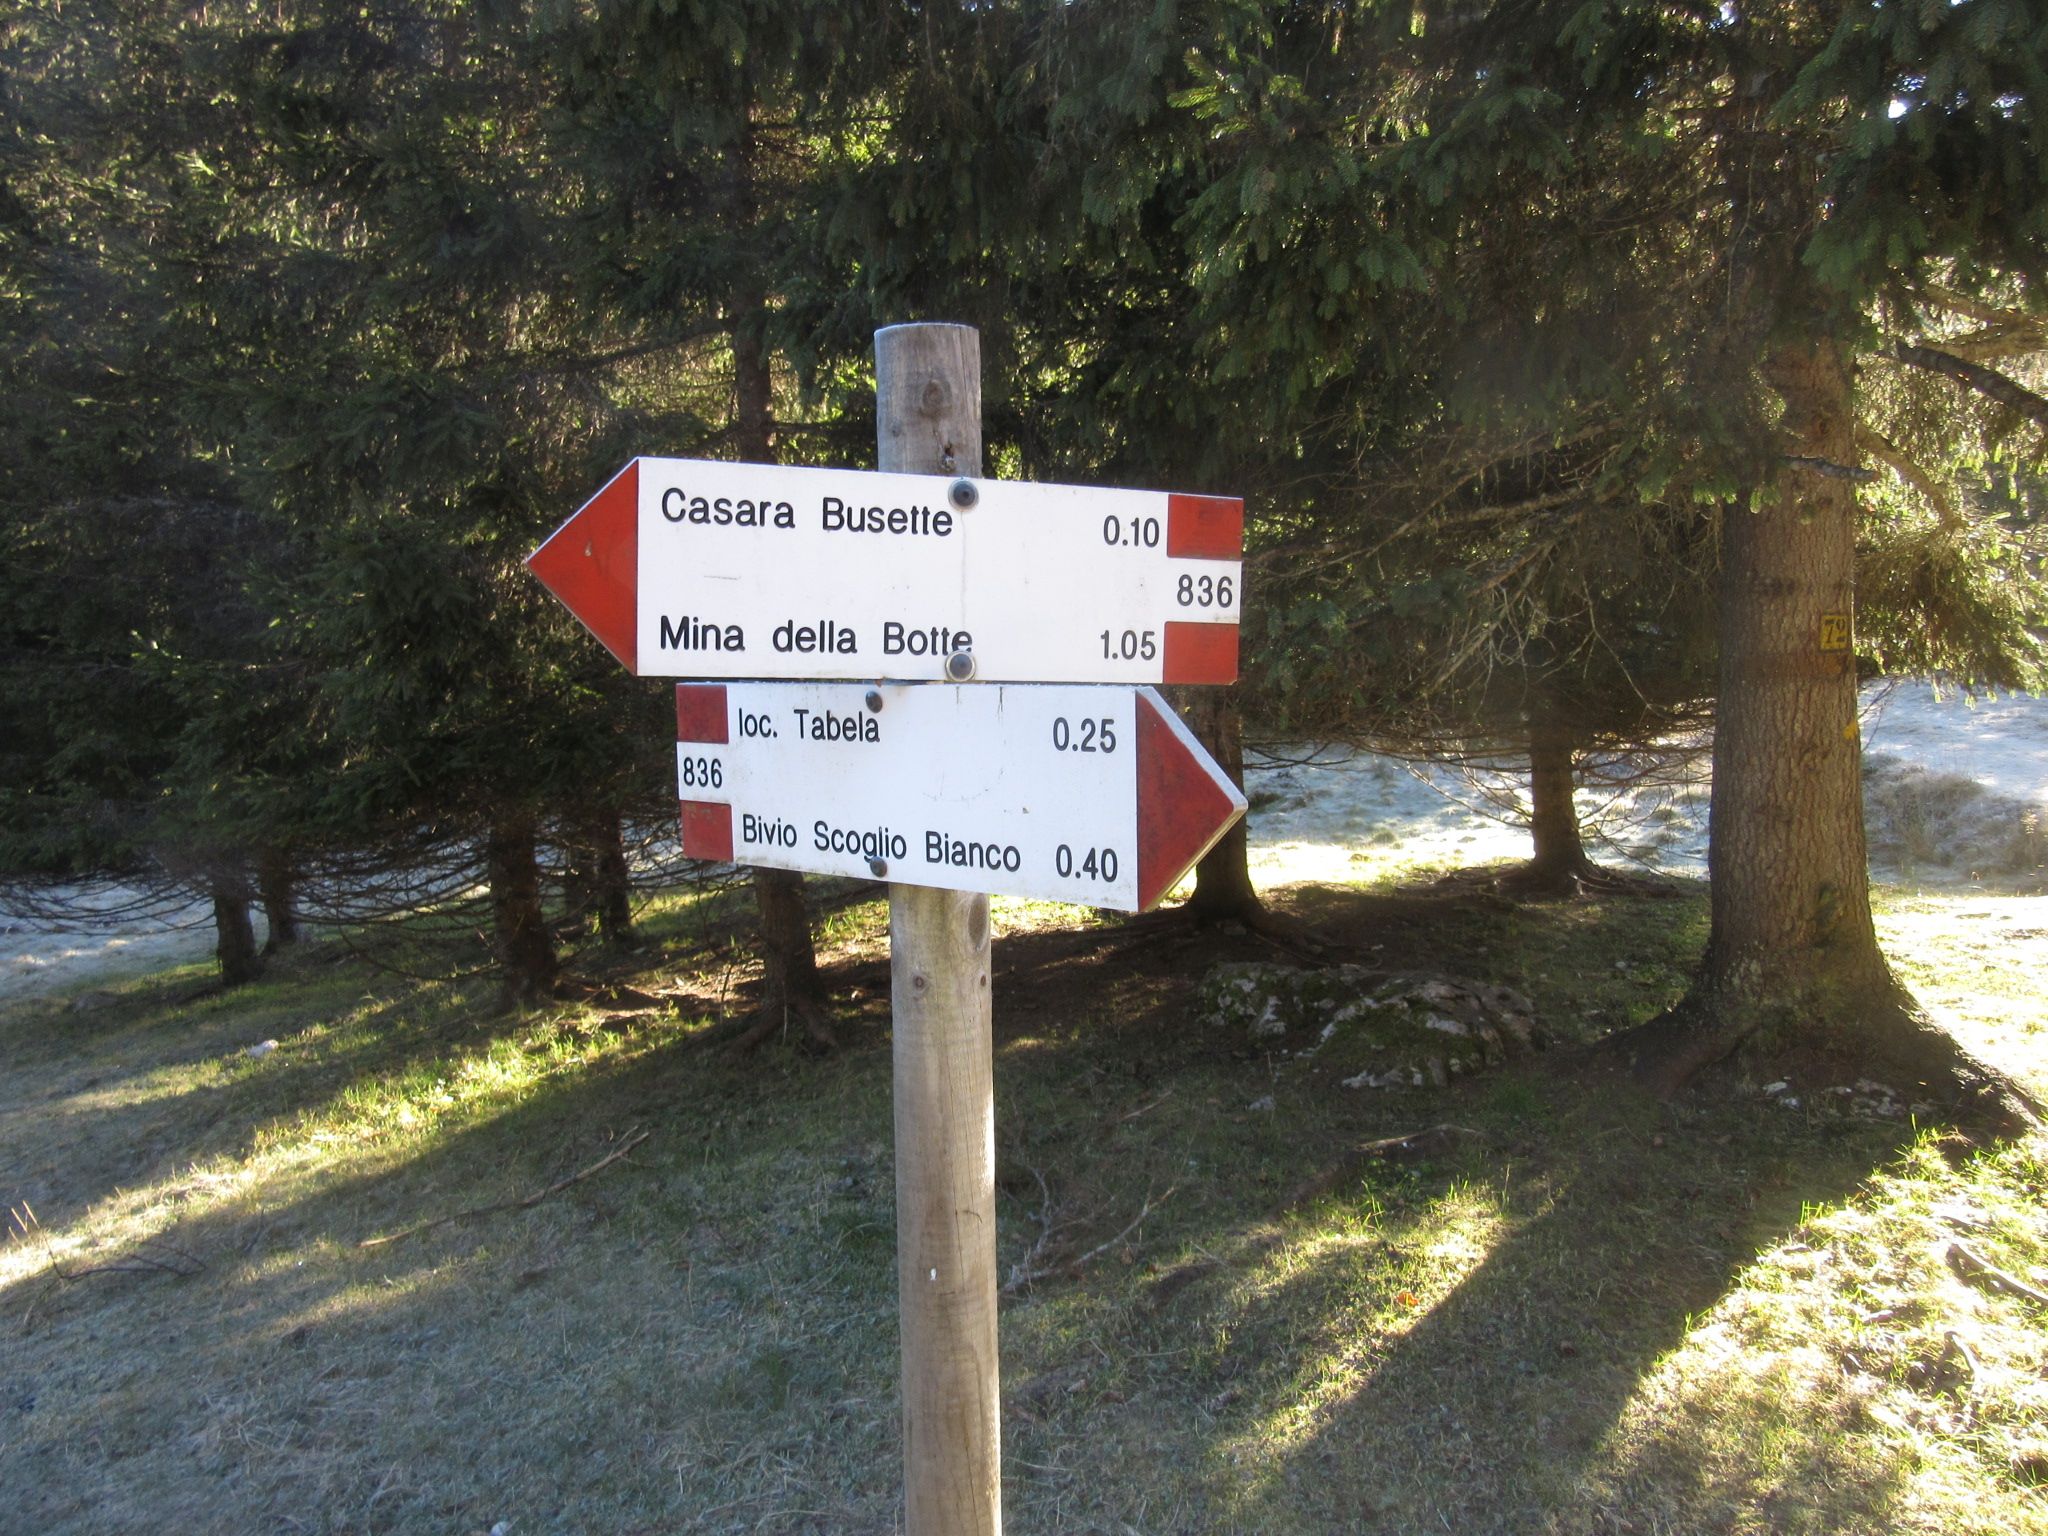 Casara Busette 0.10
836
Mina della Botte 1.05
loc. Tabela 0.25
836
Bivio Scoglio Bianco 0.40
72